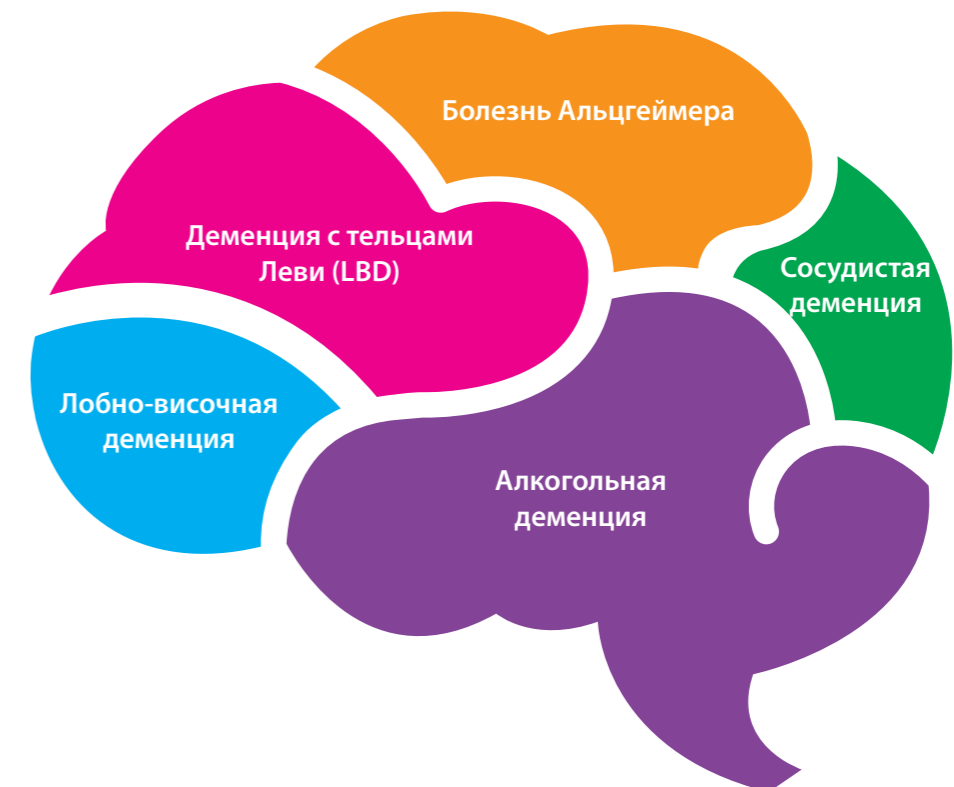 Болезнь Альцгеймера
Деменция с тельцами
Леви (LBD)
Сосудистая
деменция
Лобно-височная
деменция
Алкогольная
деменция